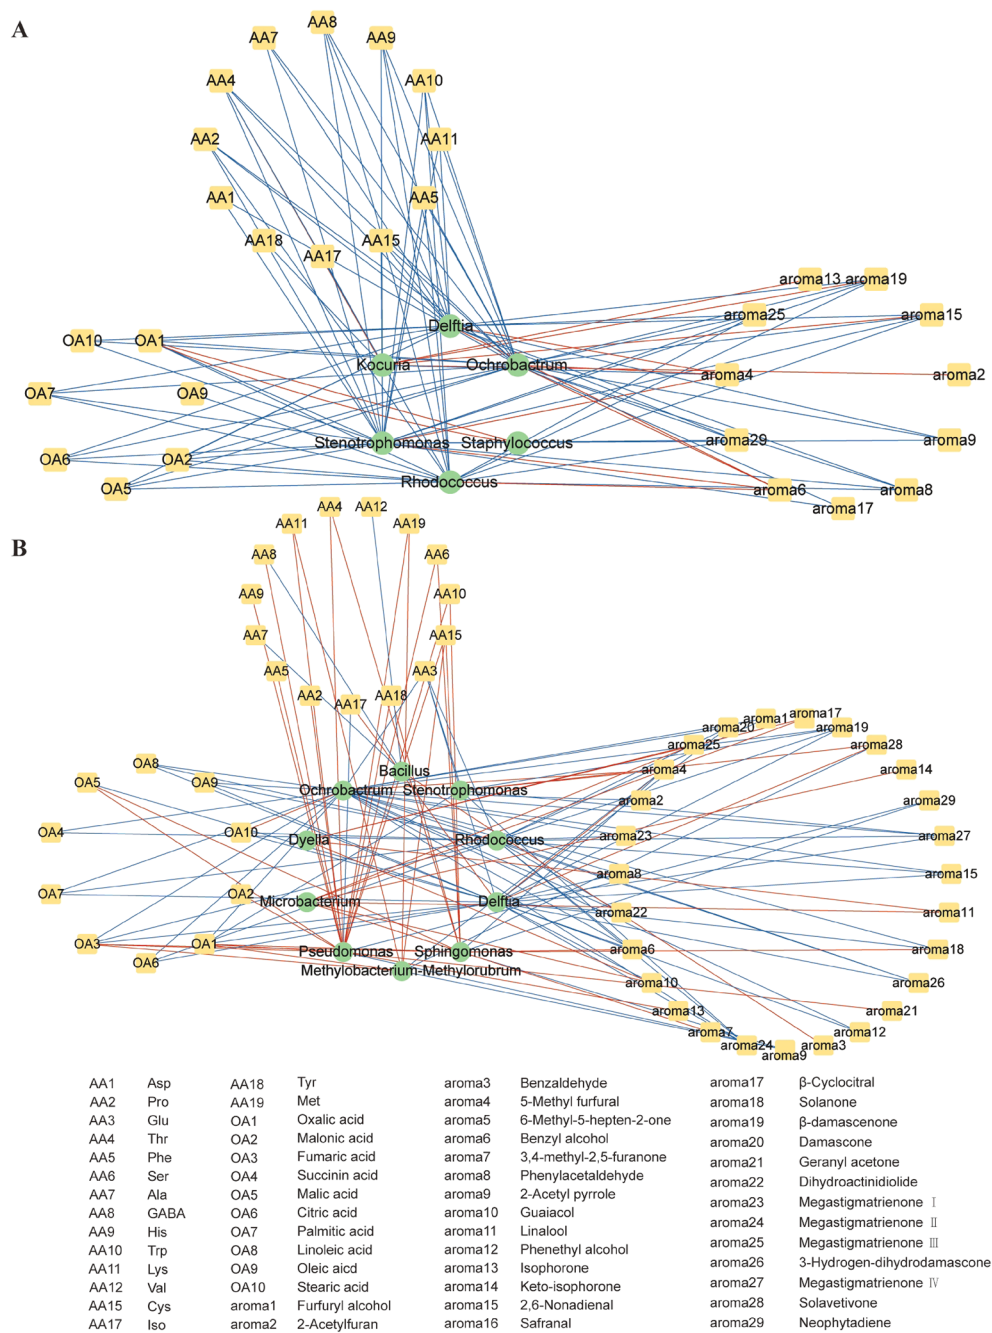 A
AA8
AA7
AA9
AA4
AA10
AA2
AA11
AA1
AA5
AA18
AA15
AA17
aroma13 aroma19
aroma25
aroma15
Delftia
OA10
OA1
Kocuria
Ochrobactrum
aroma4
aroma2
OA7
OA9
Stenotrophomonas
Staphylococcus
aroma29
aroma9
OA6
OA2
Rhodococcus
OA5
aroma6
aroma8
aroma17
AA4
AA12
AA11
AA19
B
AA8
AA6
AA9
AA10
AA7
AA15
AA5
AA3
AA2
AA18
AA17
aroma1
aroma17
aroma20
aroma19
aroma25
aroma28
OA8
Bacillus
aroma4
aroma14
OA5
OA9
Ochrobactrum
Stenotrophomonas
aroma2
aroma29
OA4
OA10
Dyella
Rhodococcus
aroma23
aroma27
aroma8
aroma15
OA7
OA2
Microbacterium
Delftia
aroma22
aroma11
OA3
OA1
Pseudomonas
Sphingomonas
aroma6
aroma18
OA6
Methylobacterium-Methylorubrum
aroma10
aroma26
aroma13
aroma21
aroma7
aroma12
aroma24
aroma3
aroma9
AA1 Asp AA18 Tyr aroma3 Benzaldehyde aroma17 β-Cyclocitral
AA2 Pro AA19 Met aroma4 5-Methyl furfural aroma18 Solanone
AA3 Glu OA1 Oxalic acid aroma5 6-Methyl-5-hepten-2-one aroma19 β-damascenone
AA4 Thr OA2 Malonic acid aroma6 Benzyl alcohol aroma20 Damascone
AA5 Phe OA3 Fumaric acid aroma7 3,4-methyl-2,5-furanone aroma21 Geranyl acetone
AA6 Ser OA4 Succinin acid aroma8 Phenylacetaldehyde aroma22 Dihydroactinidiolide
AA7 Ala OA5 Malic acid aroma9 2-Acetyl pyrrole aroma23 Megastigmatrienone Ⅰ
AA8 GABA OA6 Citric acid aroma10 Guaiacol aroma24 Megastigmatrienone Ⅱ
AA9 His OA7 Palmitic acid aroma11 Linalool aroma25 Megastigmatrienone Ⅲ
AA10 Trp OA8 Linoleic acid aroma12 Phenethyl alcohol aroma26 3-Hydrogen-dihydrodamascone
AA11 Lys OA9 Oleic aicd aroma13 Isophorone aroma27 Megastigmatrienone Ⅳ
AA12 Val OA10 Stearic acid aroma14 Keto-isophorone aroma28 Solavetivone
AA15 Cys aroma1 Furfuryl alcohol aroma15 2,6-Nonadienal aroma29 Neophytadiene
AA17 Iso aroma2 2-Acetylfuran aroma16 Safranal